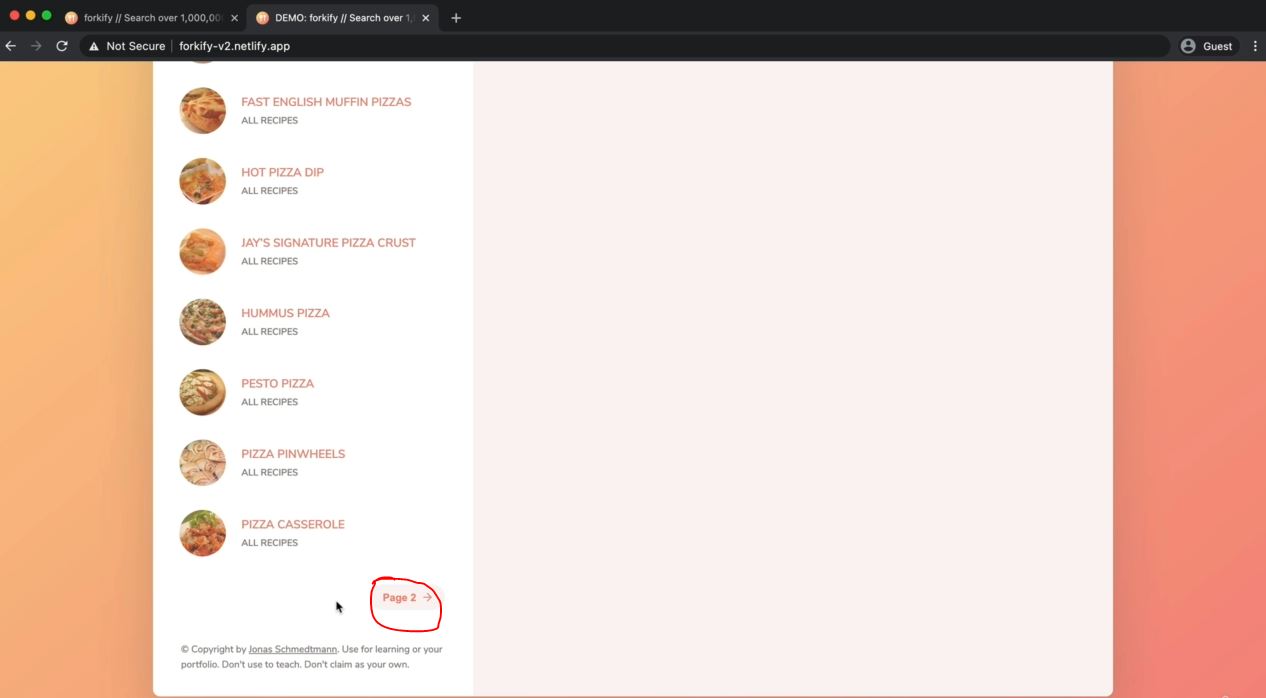 forkify // Search over 1,000,00
DEMO: forkify // Search over 1,
Not Secure
forkify-v2.netlify.app
Guest
FAST ENGLISH MUFFIN PIZZAS
ALL RECIPES
HOT PIZZA DIP
ALL RECIPES
JAY'S SIGNATURE PIZZA CRUST
ALL RECIPES
HUMMUS PIZZA
ALL RECIPES
PESTO PIZZA
ALL RECIPES
PIZZA PINWHEELS
ALL RECIPES
PIZZA CASSEROLE
ALL RECIPES
Page 2 →
© Copyright by Jonas Schmedtmann. Use for learning or your
portfolio. Don't use to teach. Don't claim as your own.